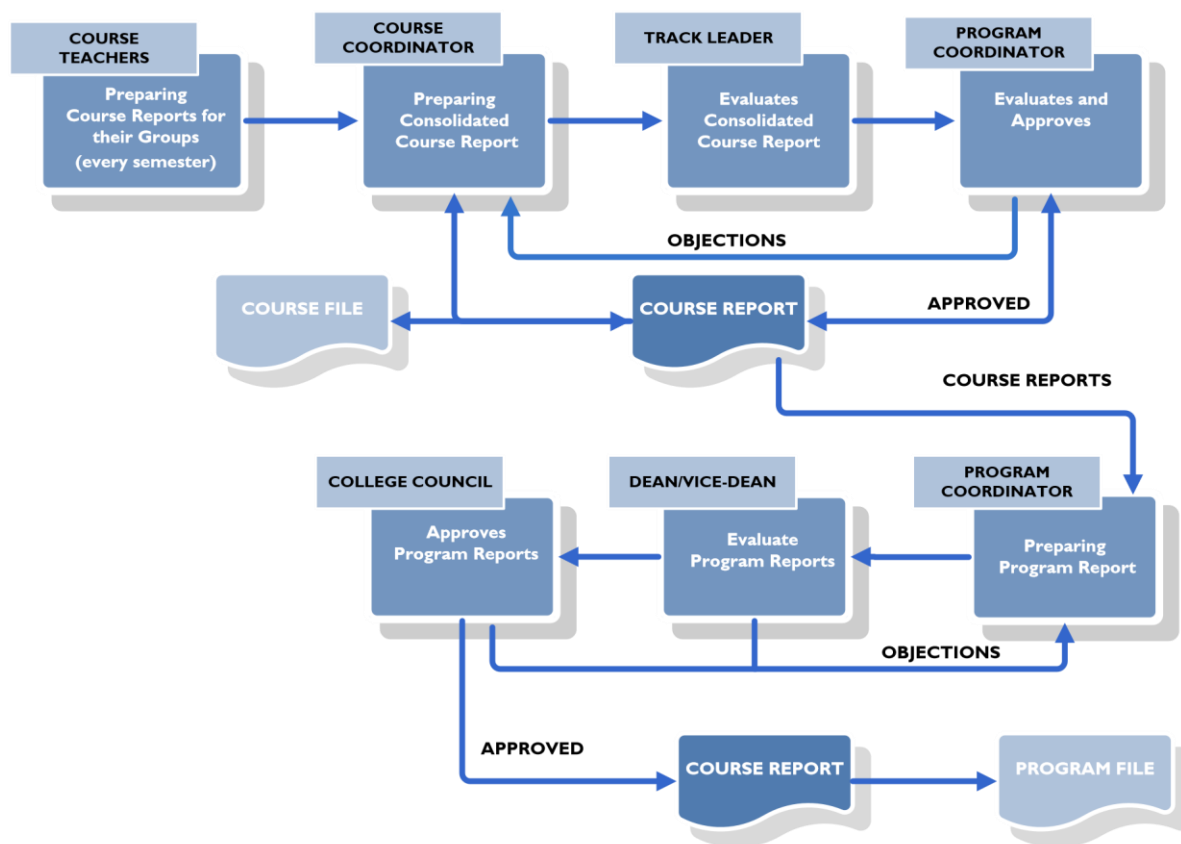 COURSE
TEACHERS
Preparing
Course Reports for
their Groups
(every semester)
COURSE
COORDINATOR
Preparing
Consolidated
Course Report
TRACK LEADER
Evaluates
Consolidated
Course Report
PROGRAM
COORDINATOR
Evaluates and
Approves
OBJECTIONS
COURSE FILE
COURSE REPORT
APPROVED
COURSE REPORTS
COLLEGE COUNCIL
Approves
Program Reports
DEAN/VICE-DEAN
Evaluate
Program Reports
PROGRAM
COORDINATOR
Preparing
Program Report
OBJECTIONS
APPROVED
COURSE REPORT
PROGRAM FILE